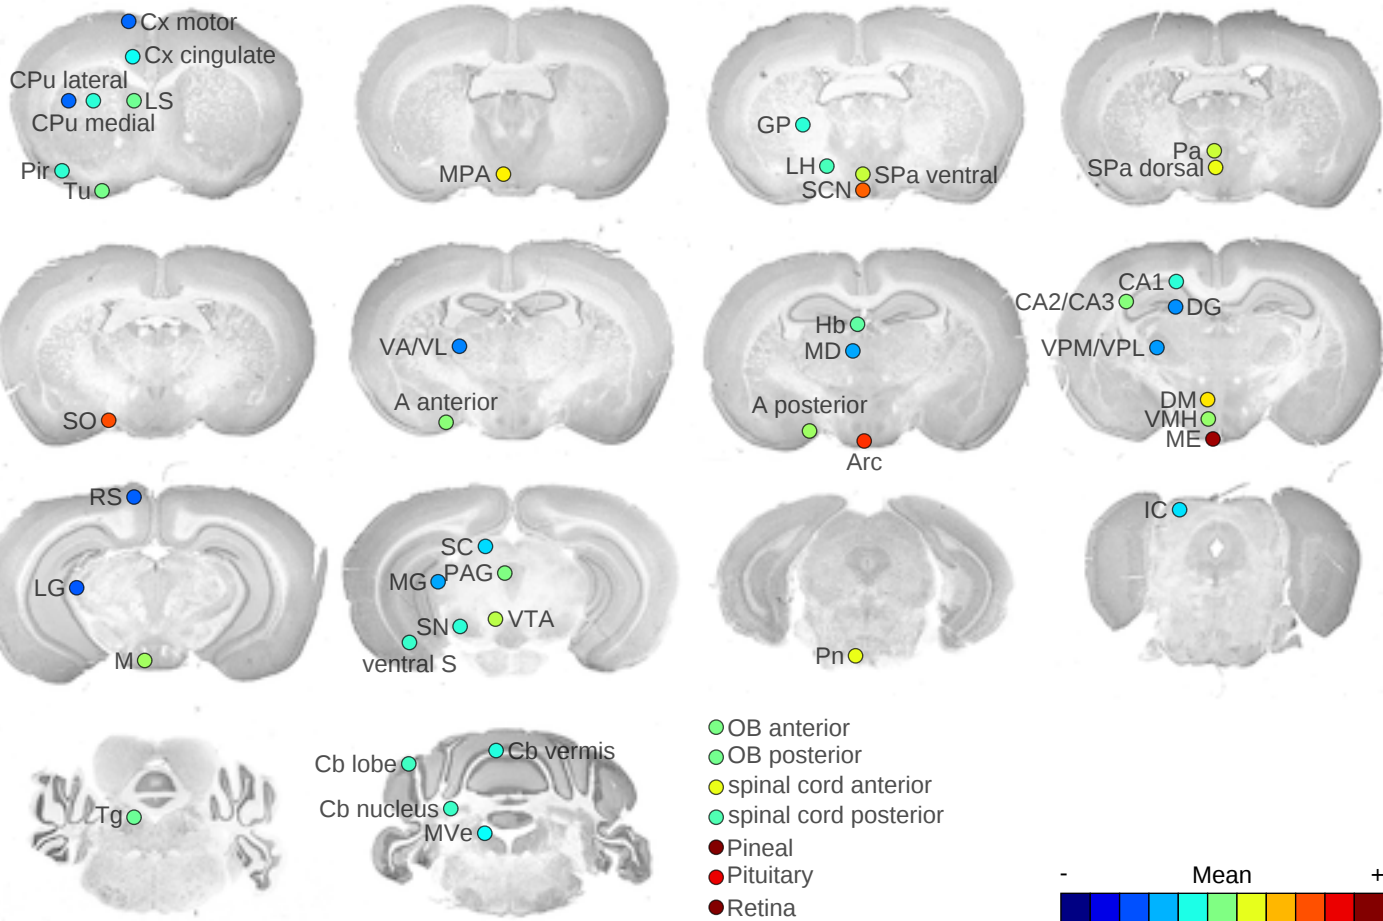 Cx motor
Cx cingulate
CPu lateral
LS
CPu medial
Pir
Tu
MPA
GP
LH
SPa ventral
SCN
Pa
SPa dorsal
SO
VA/VL
A anterior
Hb
MD
A posterior
Arc
CA1
CA2/CA3
DG
VPM/VPL
DM
VMH
ME
RS
LG
M
SC
MG
PAG
SN
VTA
ventral S
Pn
IC
Tg
Cb lobe
Cb vermis
Cb nucleus
MVe
OB anterior
OB posterior
spinal cord anterior
spinal cord posterior
Pineal
Pituitary
Retina
- Mean +